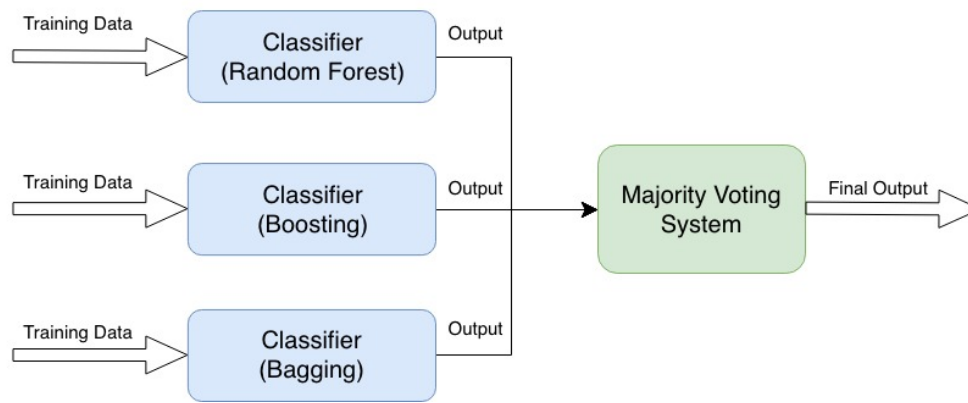 Training Data
Classifier
(Random Forest)
Output
Training Data
Classifier
(Boosting)
Output
Majority Voting
System
Final Output
Training Data
Classifier
(Bagging)
Output